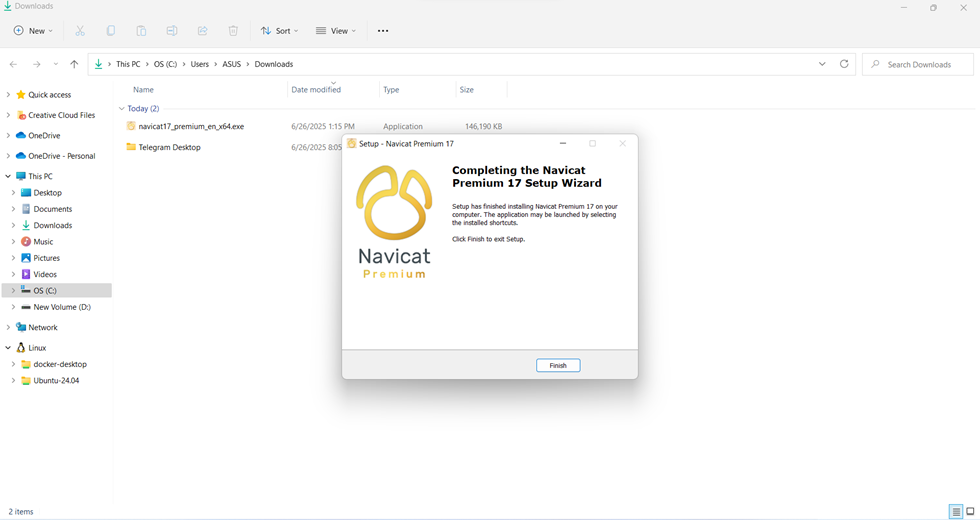 Downloads
New
Sort
View
This PC > OS (C:) > Users > ASUS > Downloads
Search Downloads
Name Date modified Type Size
Today (2)
navicat17_premium_en_x64.exe 6/26/2025 1:15 PM Application 146,190 KB
Telegram Desktop 6/26/2025 8:05
Quick access
Creative Cloud Files
OneDrive
OneDrive - Personal
This PC
Desktop
Documents
Downloads
Music
Pictures
Videos
OS (C:)
New Volume (D:)
Network
Linux
docker-desktop
Ubuntu-24.04
Setup - Navicat Premium 17
Navicat
Premium
Completing the Navicat
Premium 17 Setup Wizard
Setup has finished installing Navicat Premium 17 on your
computer. The application may be launched by selecting
the installed shortcuts.
Click Finish to exit Setup.
Finish
2 items